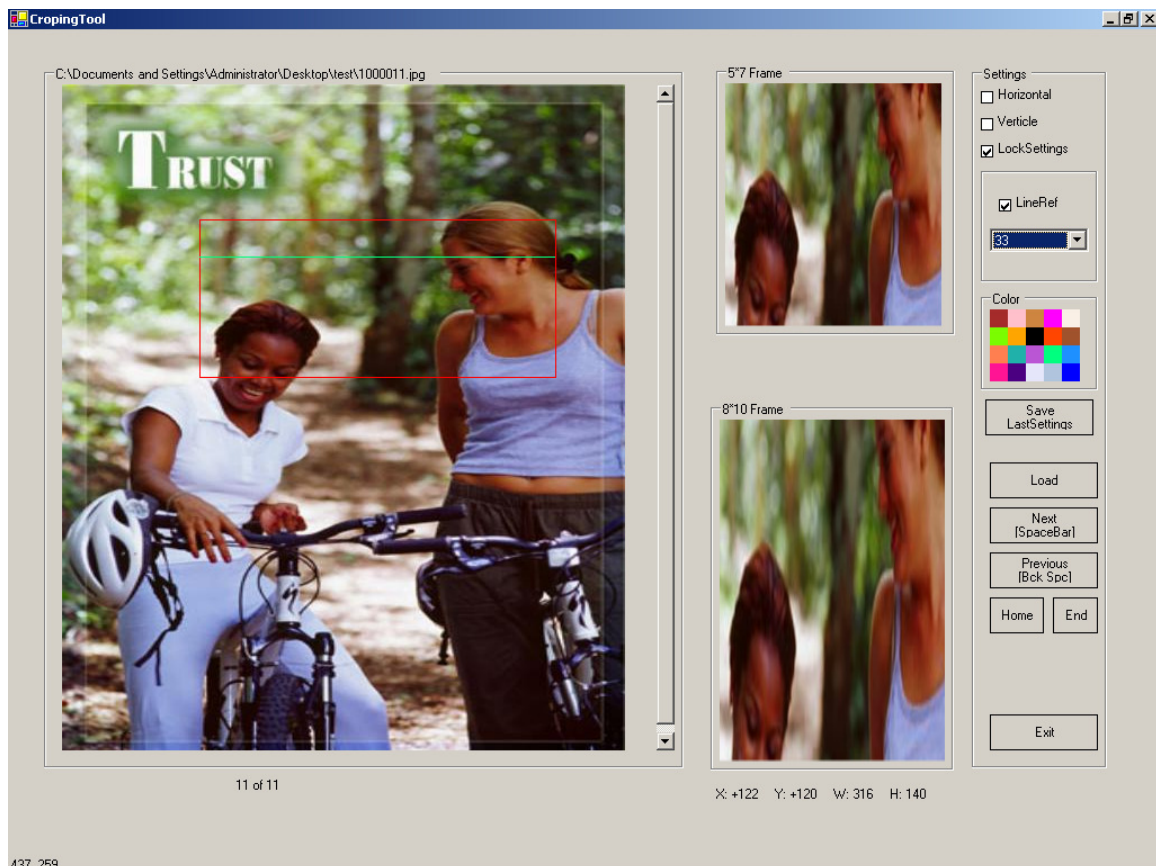 CropingTool
C:\Documents and Settings\Administrator\Desktop\test\1000011.jpg
TRUST
11 of 11
437, 259
5*7 Frame
8*10 Frame
X: +122 Y: +120 W: 316 H: 140
Settings
Horizontal
Verticle
LockSettings
LineRef
33
Color
Save
LastSettings
Load
Next
[SpaceBar]
Previous
[Bck Spc]
Home End
Exit